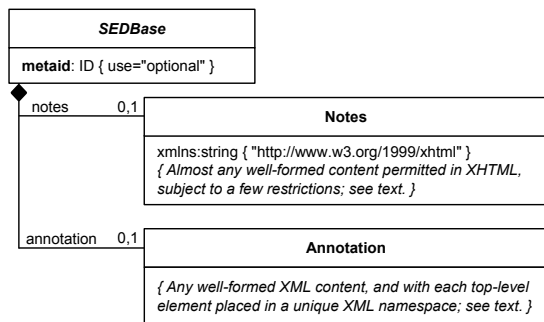 SEDBase
metaid: ID { use="optional" }
notes 0,1
Notes
xmlns:string { "http://www.w3.org/1999/xhtml" }
{ Almost any well-formed content permitted in XHTML,
subject to a few restrictions; see text. }
annotation 0,1
Annotation
{ Any well-formed XML content, and with each top-level
element placed in a unique XML namespace; see text. }